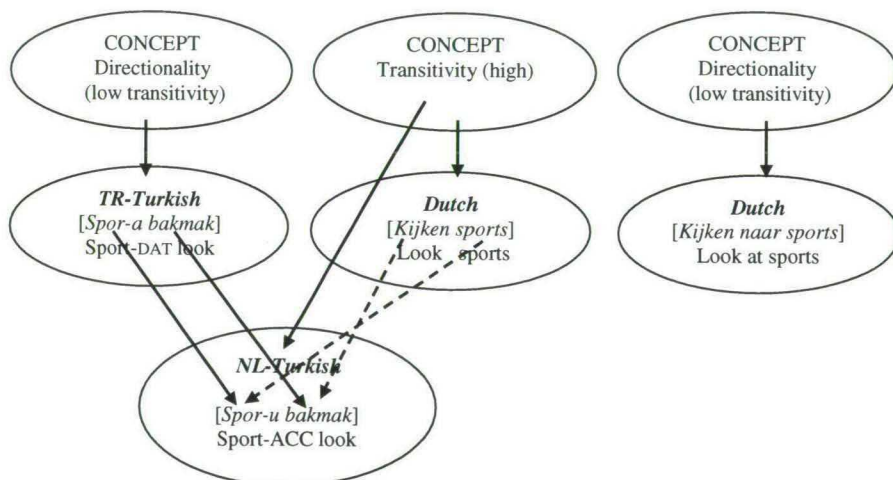 CONCEPT
Directionality
(low transitivity)
CONCEPT
Transitivity (high)
CONCEPT
Directionality
(low transitivity)
TR-Turkish
[Spor-a bakmak]
Sport-DAT look
Dutch
[Kijken sports]
Look sports
Dutch
[Kijken naar sports]
Look at sports
NL-Turkish
[Spor-u bakmak]
Sport-ACC look